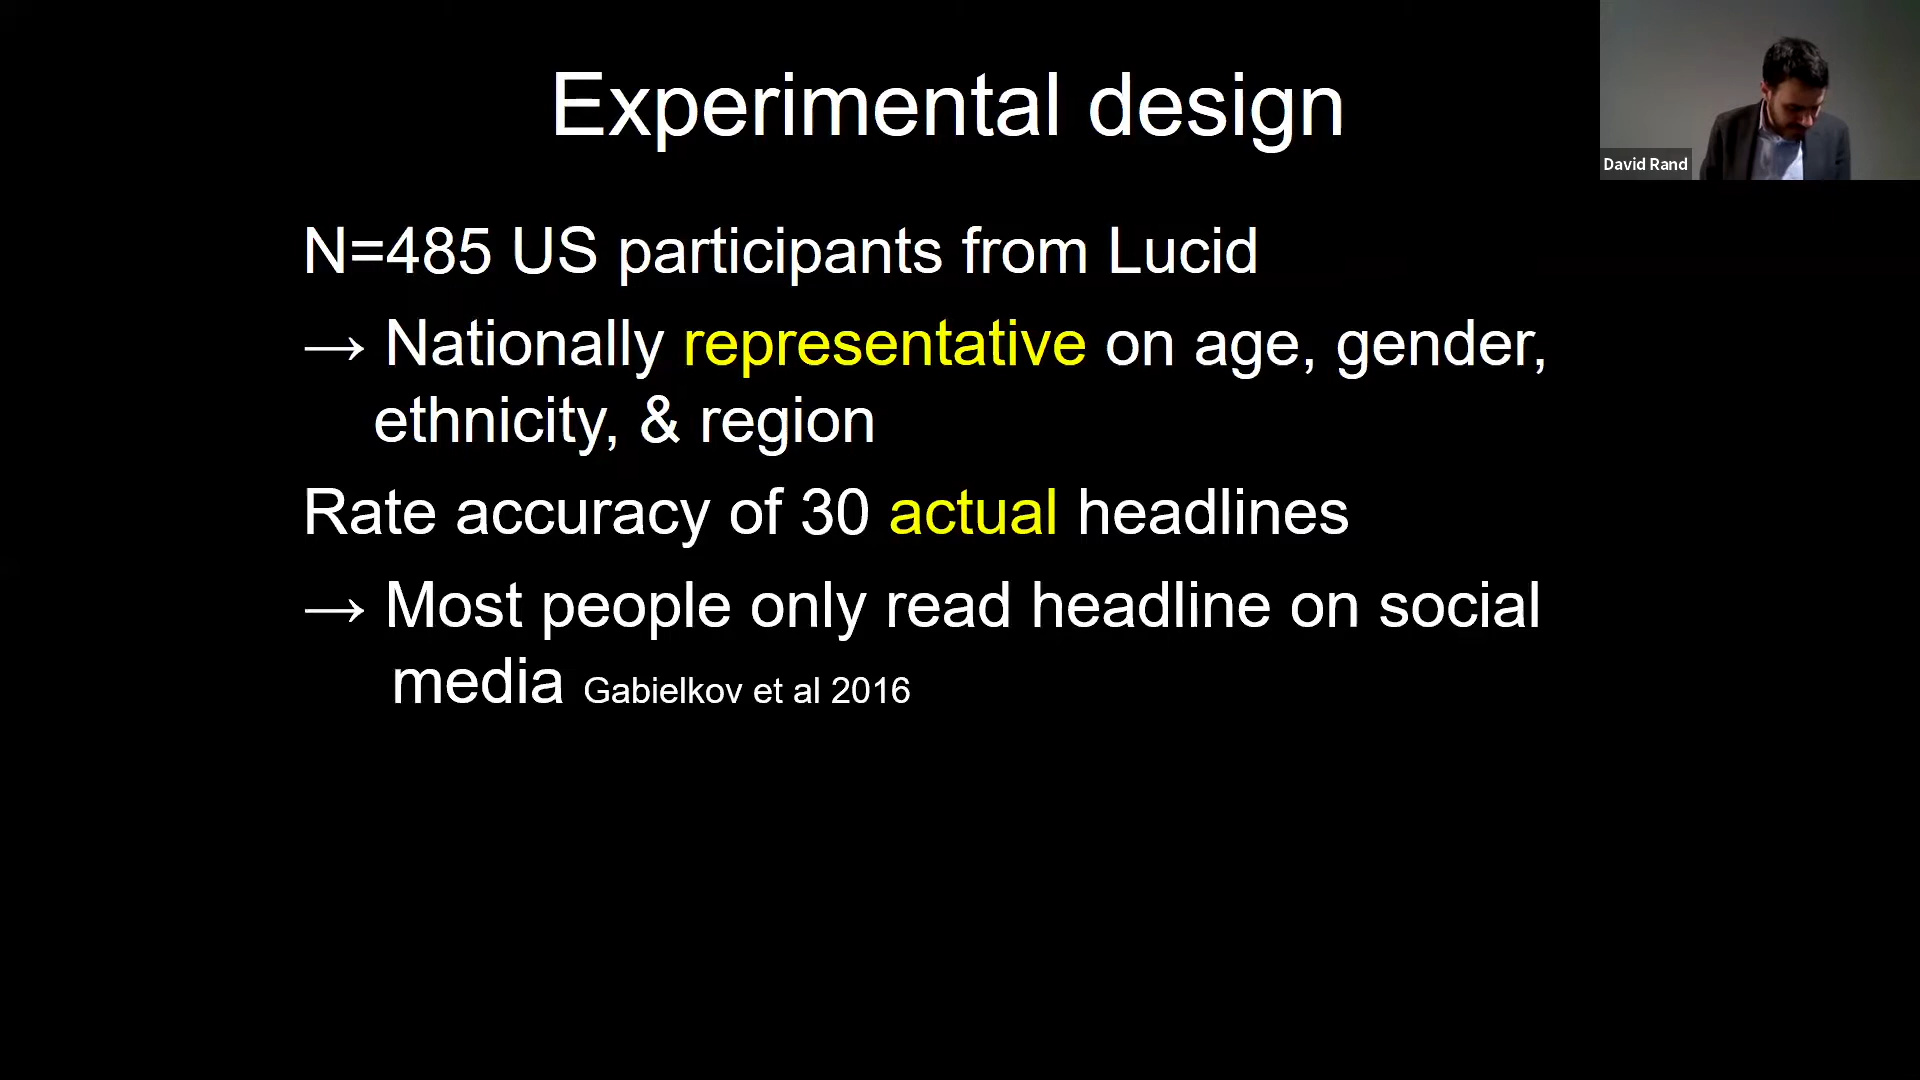 Experimental design
David Rand
N=485 US participants from Lucid
→ Nationally representative on age, gender,
ethnicity, & region
Rate accuracy of 30 actual headlines
→ Most people only read headline on social
media Gabielkov et al 2016